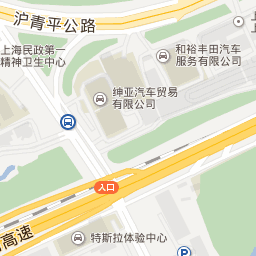 沪青平公路
上海民政第一
精神卫生中心
和裕丰田汽车
服务有限公司
绅亚汽车贸易
有限公司
入口
高速
特斯拉体验中心